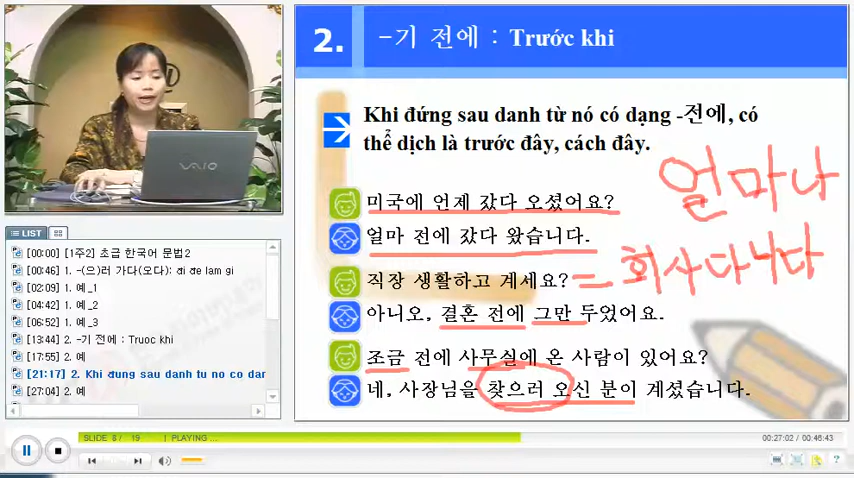 2. -기 전에 : Trước khi
Khi đứng sau danh từ nó có dạng -전에, có
thể dịch là trước đây, cách đây.
미국에 언제 갔다 오셨어요?
얼마 전에 갔다 왔습니다.
직장 생활하고 계세요?
아니오, 결혼 전에 그만 두었어요.
조금 전에 사무실에 온 사람이 있어요?
네, 사장님을 찾으러 오신 분이 계셨습니다.
얼마나
= 회사다니다
VAIO
LIST
[00:00] [1주2] 초급 한국어 문법2
[00:46] 1. -(으)러 가다(오다): di de lam gi
[02:09] 1. 예_1
[04:42] 1. 예_2
[06:52] 1. 예_3
[13:44] 2. -기 전에 : Truoc khi
[17:55] 2. 예
[21:17] 2. Khi dung sau danh tu no co dan
[27:04] 2. 예
SLIDE 8 / 19 | PLAYING ...
00:27:02 / 00:46:43